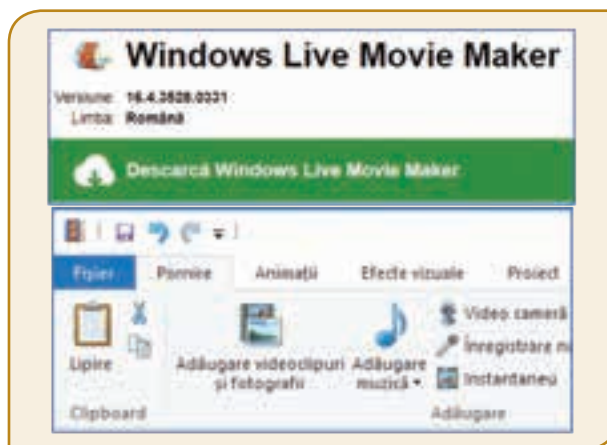 Windows Live Movie Maker
Versiune: 16.4.3528.0331
Limba: Română
Descarcă Windows Live Movie Maker
Fișier Pornire Animații Efecte vizuale Proiect
Video cameră
Lipire Adăugare videoclipuri Adăugare Înregistrare
și fotografii muzică Instantaneu
Clipboard Adăugare